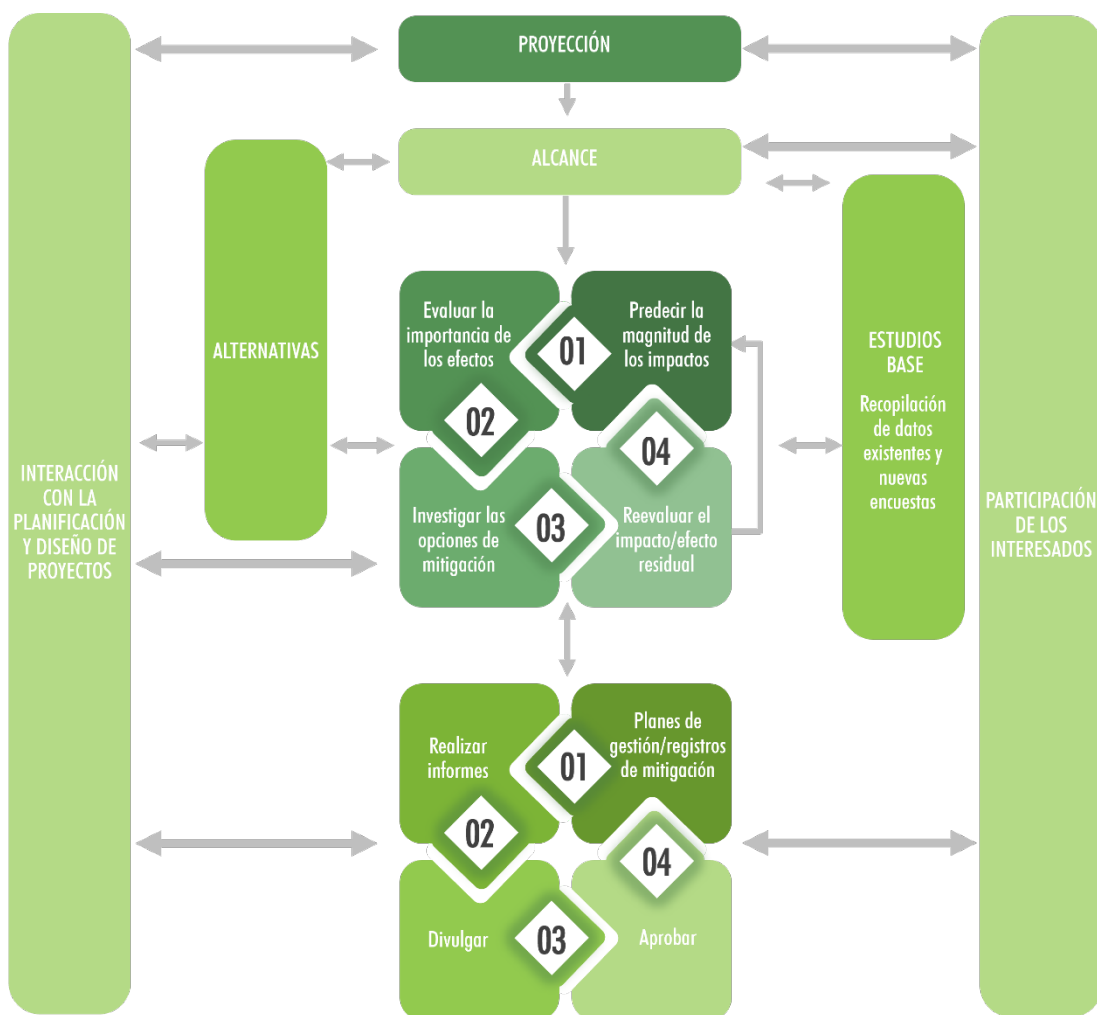 PROYECCIÓN
ALCANCE
INTERACCIÓN
CON LA
PLANIFICACIÓN
Y DISEÑO DE
PROYECTOS
ALTERNATIVAS
Evaluar la
importancia de
los efectos
01
Predecir la
magnitud de
los impactos
02
04
Investigar las
opciones de
mitigación
03
Reevaluar el
impacto/efecto
residual
ESTUDIOS
BASE
Recopilación
de datos
existentes y
nuevas
encuestas
PARTICIPACIÓN
DE LOS
INTERESADOS
Realizar
informes
01
Planes de
gestión/registros
de mitigación
02
04
Divulgar
03
Aprobar